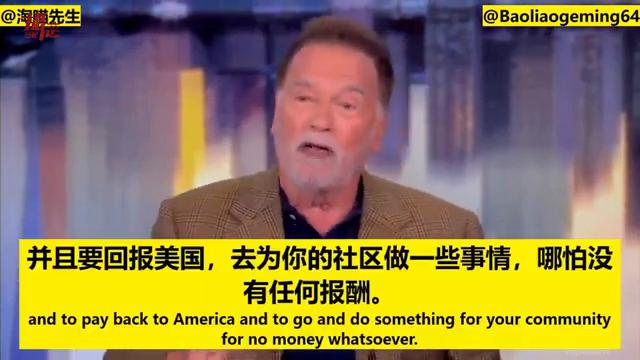 @淘喵先生
@Baoliaogeming64
并且要回报美国，去为你的社区做一些事情，哪怕没
有任何报酬。
and to pay back to America and to go and do something for your community
for no money whatsoever.